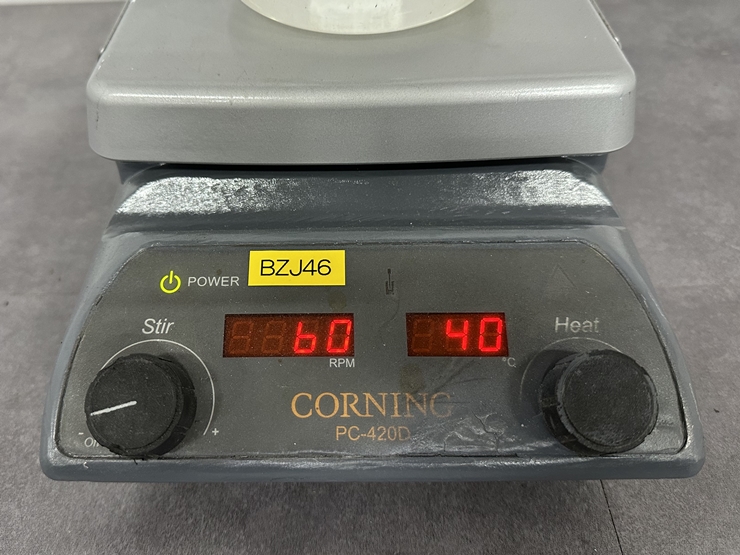 POWER
BZJ46
Stir
60
RPM
40
°C
Heat
-
+
CORNING
PC-420D